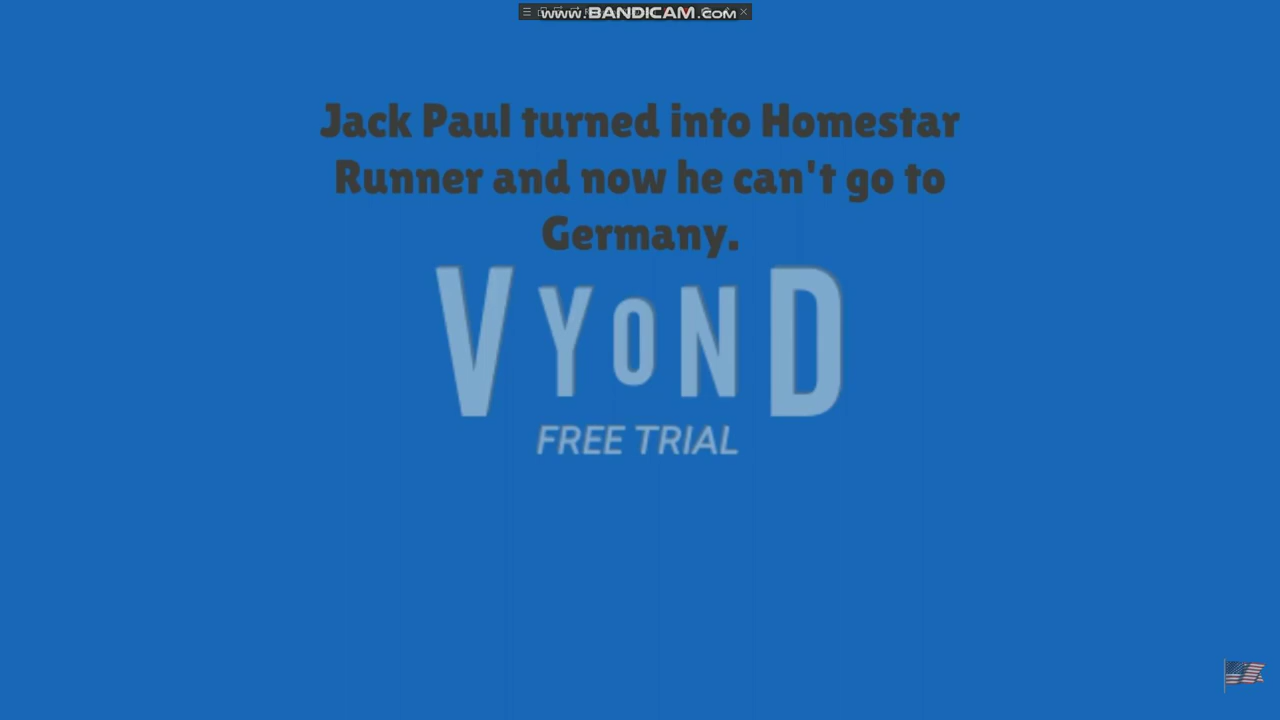 www.BANDICAM.com
Jack Paul turned into Homestar
Runner and now he can't go to
Germany.
VYOND
FREE TRIAL